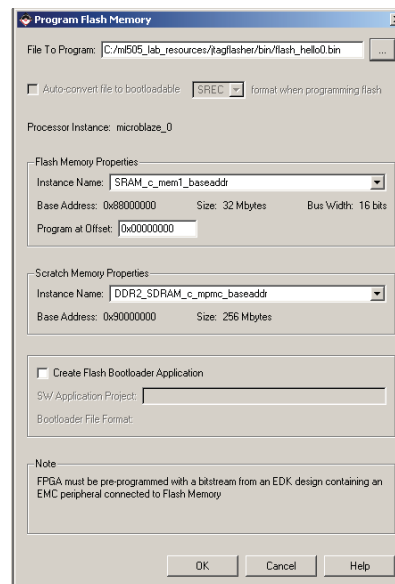 Program Flash Memory
File To Program: C:/ml505_lab_resources/jtagflasher/bin/flash_hello0.bin ...
Auto-convert file to bootloadable SREC format when programming flash
Processor Instance: microblaze_0
Flash Memory Properties
Instance Name: SRAM_c_mem1_baseaddr
Base Address: 0x88000000 Size: 32 Mbytes Bus Width: 16 bits
Program at Offset: 0x00000000
Scratch Memory Properties
Instance Name: DDR2_SDRAM_c_mpmc_baseaddr
Base Address: 0x90000000 Size: 256 Mbytes
Create Flash Bootloader Application
SW Application Project:
Bootloader File Format:
Note
FPGA must be pre-programmed with a bitstream from an EDK design containing an
EMC peripheral connected to Flash Memory
OK Cancel Help